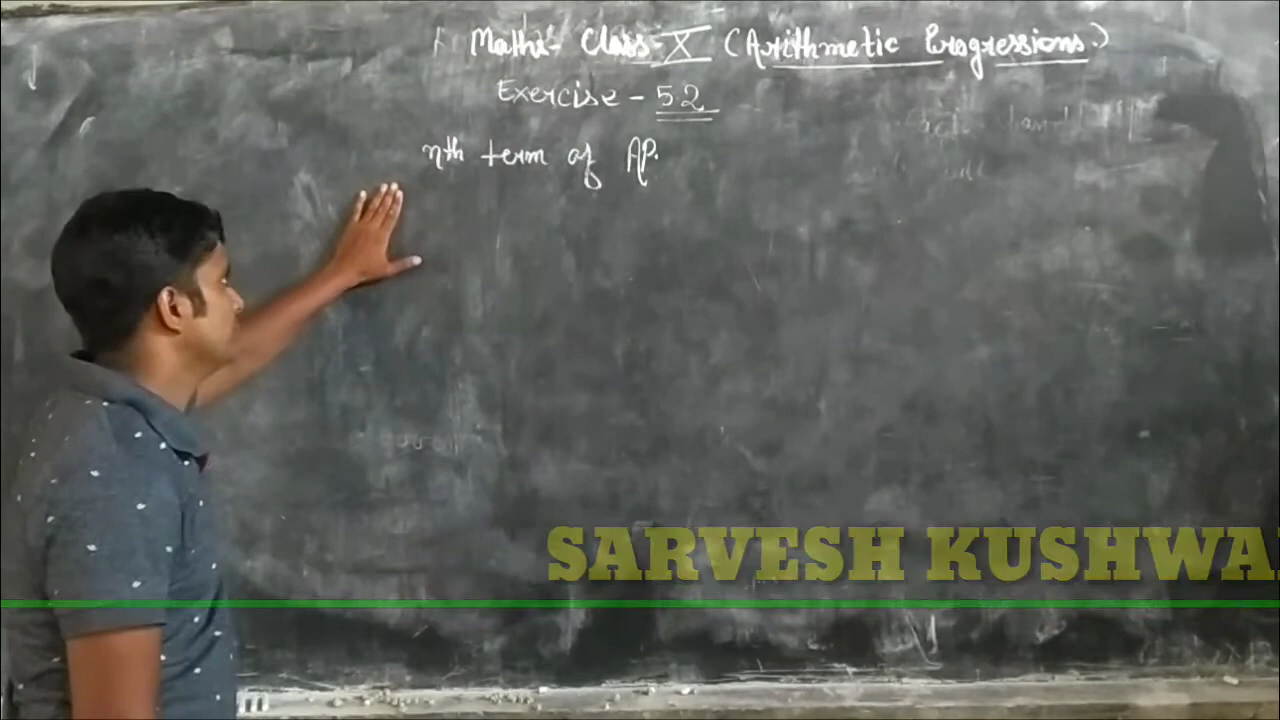 Maths- Class-X (Arithmetic Progressions.)
Exercise - 5.2
nth term of AP.
SARVESH KUSHWA